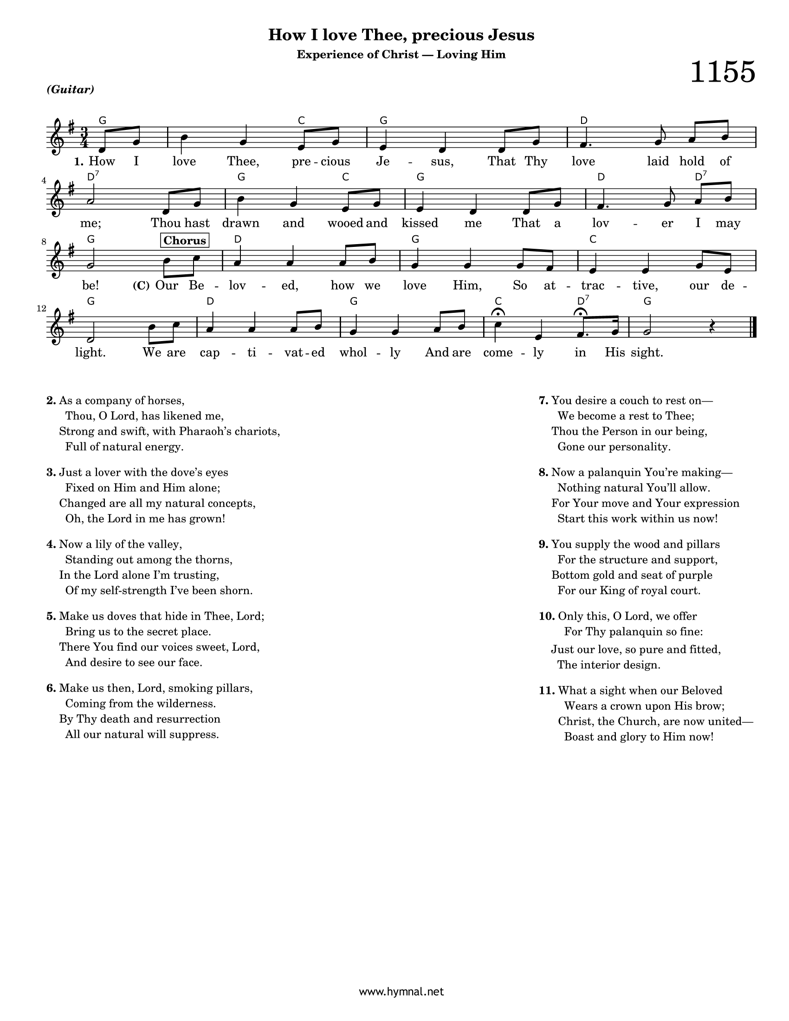 How I love Thee, precious Jesus
Experience of Christ — Loving Him
1155
(Guitar)
G C G D
1. How I love Thee, pre - cious Je - sus, That Thy love laid hold of
4 D7 G C G D D7
me; Thou hast drawn and wooed and kissed me That a lov - er I may
8 G Chorus D G C
be! (C) Our Be - lov - ed, how we love Him, So at - trac - tive, our de -
12 G D G C D7 G
light. We are cap - ti - vat - ed whol - ly And are come - ly in His sight.
2. As a company of horses,
Thou, O Lord, has likened me,
Strong and swift, with Pharaoh's chariots,
Full of natural energy.
3. Just a lover with the dove's eyes
Fixed on Him and Him alone;
Changed are all my natural concepts,
Oh, the Lord in me has grown!
4. Now a lily of the valley,
Standing out among the thorns,
In the Lord alone I'm trusting,
Of my self-strength I've been shorn.
5. Make us doves that hide in Thee, Lord;
Bring us to the secret place.
There You find our voices sweet, Lord,
And desire to see our face.
6. Make us then, Lord, smoking pillars,
Coming from the wilderness.
By Thy death and resurrection
All our natural will suppress.
7. You desire a couch to rest on—
We become a rest to Thee;
Thou the Person in our being,
Gone our personality.
8. Now a palanquin You're making—
Nothing natural You'll allow.
For Your move and Your expression
Start this work within us now!
9. You supply the wood and pillars
For the structure and support,
Bottom gold and seat of purple
For our King of royal court.
10. Only this, O Lord, we offer
For Thy palanquin so fine:
Just our love, so pure and fitted,
The interior design.
11. What a sight when our Beloved
Wears a crown upon His brow;
Christ, the Church, are now united—
Boast and glory to Him now!
www.hymnal.net